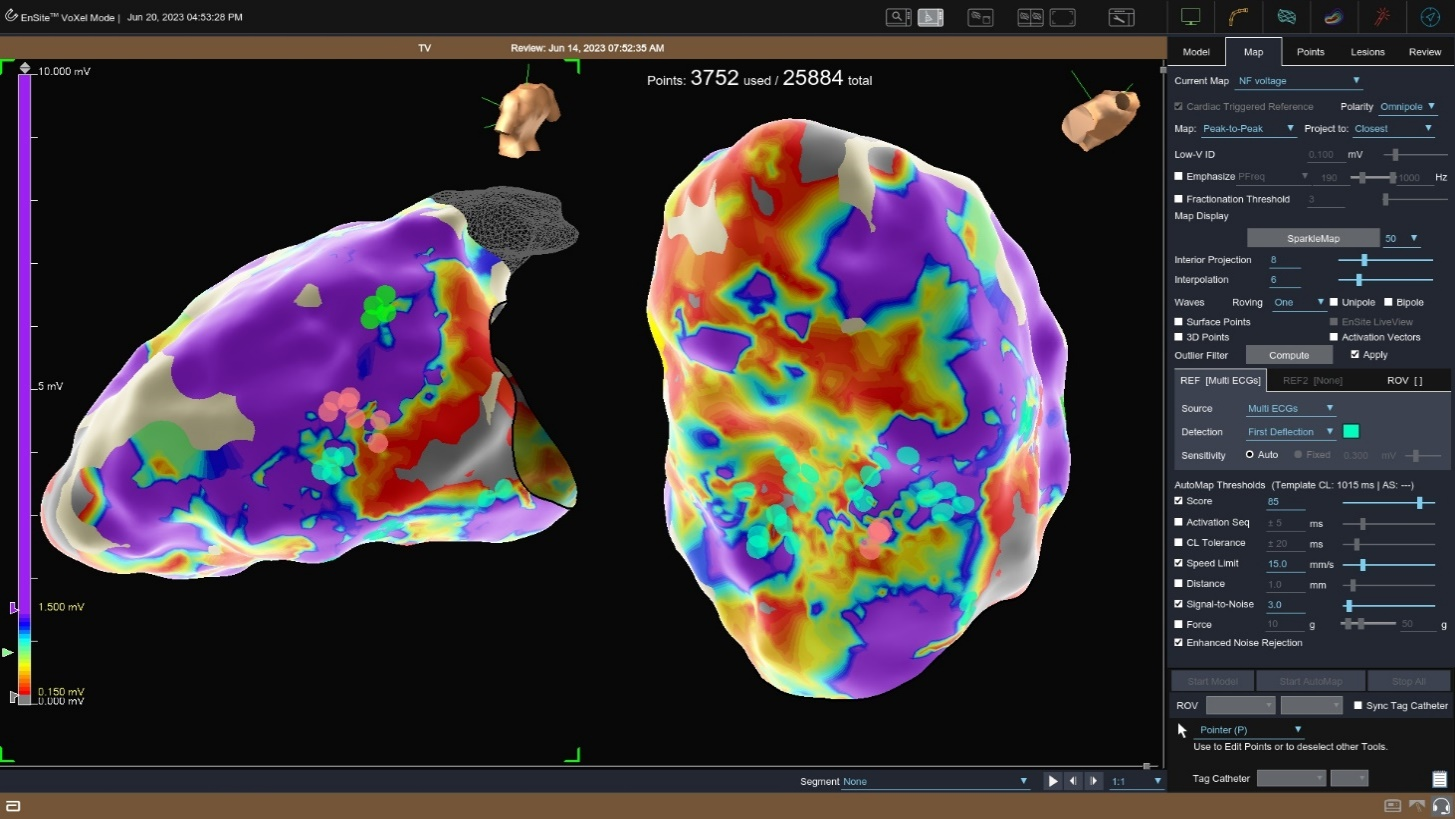 EnSite™ VoXel Mode | Jun 20, 2023 04:53:28 PM
TV Review: Jun 14, 2023 07:52:35 AM
Points: 3752 used / 25884 total
10.000 mV
5 mV
1.500 mV
0.150 mV
0.000 mV
Segment None 1:1
Model Map Points Lesions Review
Current Map NF voltage
Cardiac Triggered Reference Polarity Omnipole
Map: Peak-to-Peak Project to: Closest
Low-V ID 0.100 mV
Emphasize PFreq 190 1000 Hz
Fractionation Threshold 3
Map Display
SparkleMap 50
Interior Projection 8
Interpolation 6
Waves Roving One Unipole Bipole
Surface Points EnSite LiveView
3D Points Activation Vectors
Outlier Filter Compute Apply
REF [Multi ECGs] REF2 [None] ROV [ ]
Source Multi ECGs
Detection First Deflection
Sensitivity Auto Fixed 0.300 mV
AutoMap Thresholds (Template CL: 1015 ms | AS: ---)
Score 85
Activation Seq ± 5 ms
CL Tolerance ± 20 ms
Speed Limit 15.0 mm/s
Distance 1.0 mm
Signal-to-Noise 3.0
Force 10 g 50 g
Enhanced Noise Rejection
Start Model Start AutoMap Stop All
ROV Sync Tag Catheter
Pointer (P)
Use to Edit Points or to deselect other Tools.
Tag Catheter